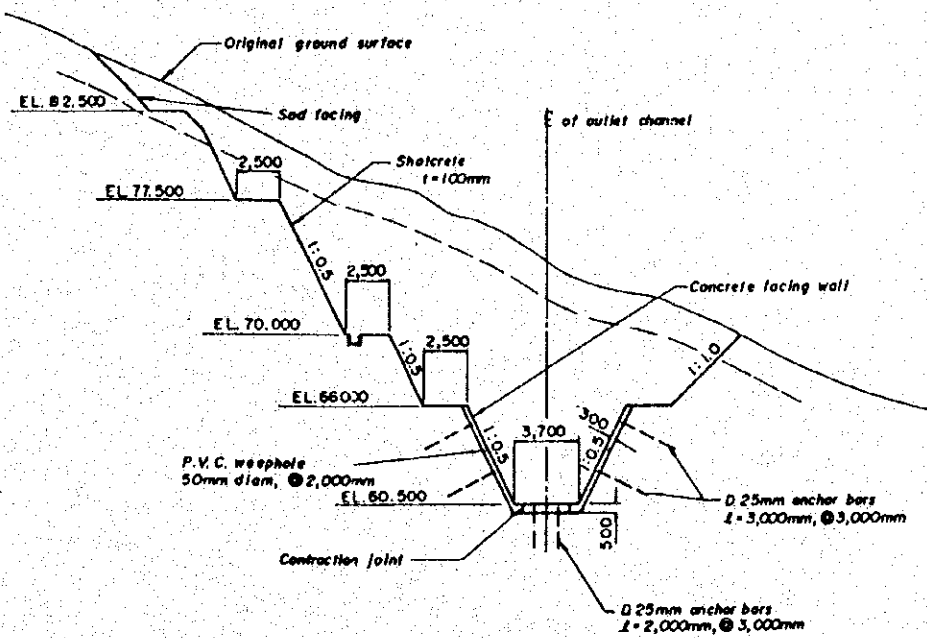 Original ground surface
EL. 82.500
Sod facing
℄ of outlet channel
2,500
Shotcrete
t=100mm
EL. 77.500
1:0.5
2,500
Concrete facing wall
EL. 70.000
1:0.5
2,500
1:1.0
EL. 66.000
300
1:0.5
3,700
1:0.5
P.V.C. weephole
50mm diam, @ 2,000mm
EL. 60.500
D 25mm anchor bars
ℓ = 3,000mm, @ 3,000mm
500
Contraction joint
D 25mm anchor bars
ℓ = 2,000mm, @ 3,000mm